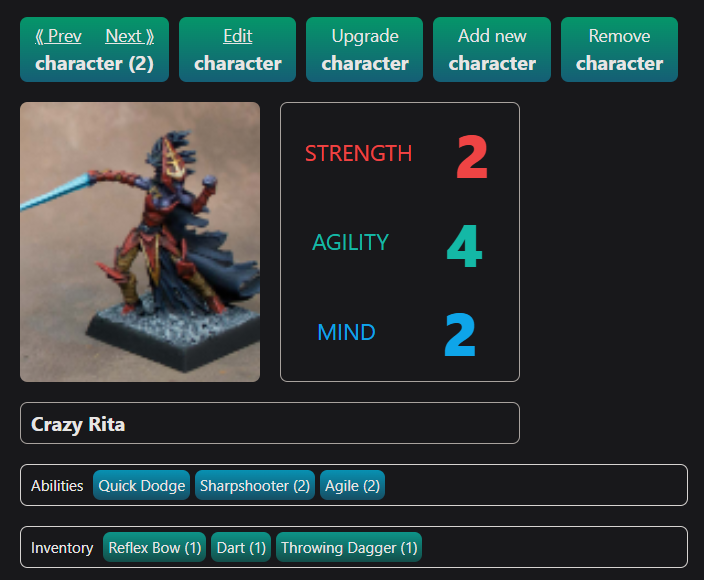 ⟪ Prev Next ⟫
character (2)
Edit
character
Upgrade
character
Add new
character
Remove
character
STRENGTH 2
AGILITY 4
MIND 2
Crazy Rita
Abilities Quick Dodge Sharpshooter (2) Agile (2)
Inventory Reflex Bow (1) Dart (1) Throwing Dagger (1)